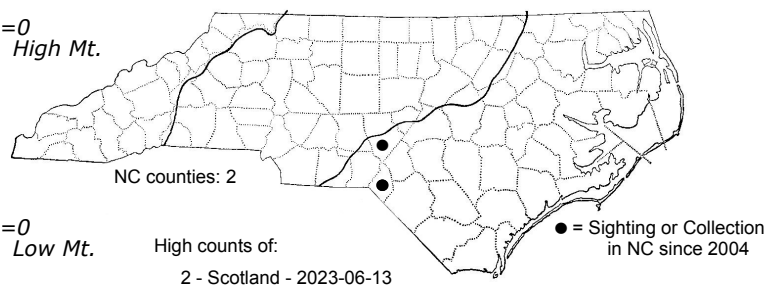 =0
High Mt.
NC counties: 2
=0
Low Mt.
High counts of:
2 - Scotland - 2023-06-13
● = Sighting or Collection
in NC since 2004